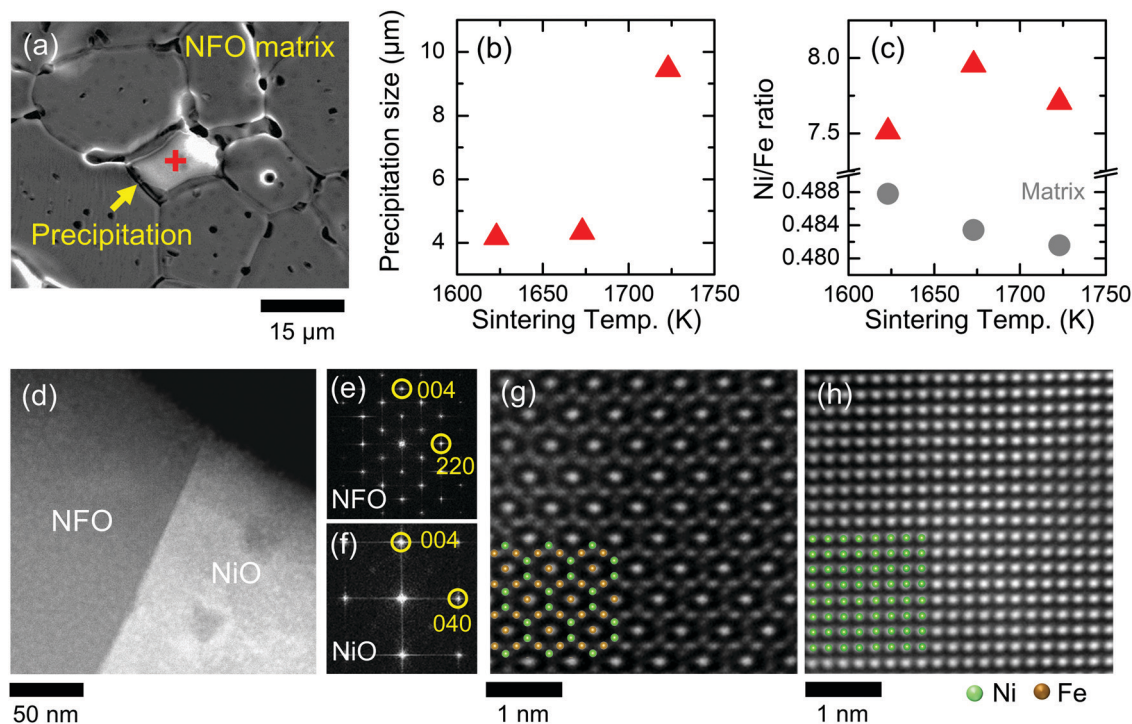 (a)
NFO matrix
Precipitation
15 µm
(b)
Precipitation size (µm)
10
8
6
4
1600 1650 1700 1750
Sintering Temp. (K)
(c)
Ni/Fe ratio
8.0
7.5
0.488
0.484
0.480
Matrix
1600 1650 1700 1750
Sintering Temp. (K)
(d)
NFO
NiO
50 nm
(e)
004
220
NFO
(f)
004
040
NiO
(g)
1 nm
(h)
1 nm
Ni Fe